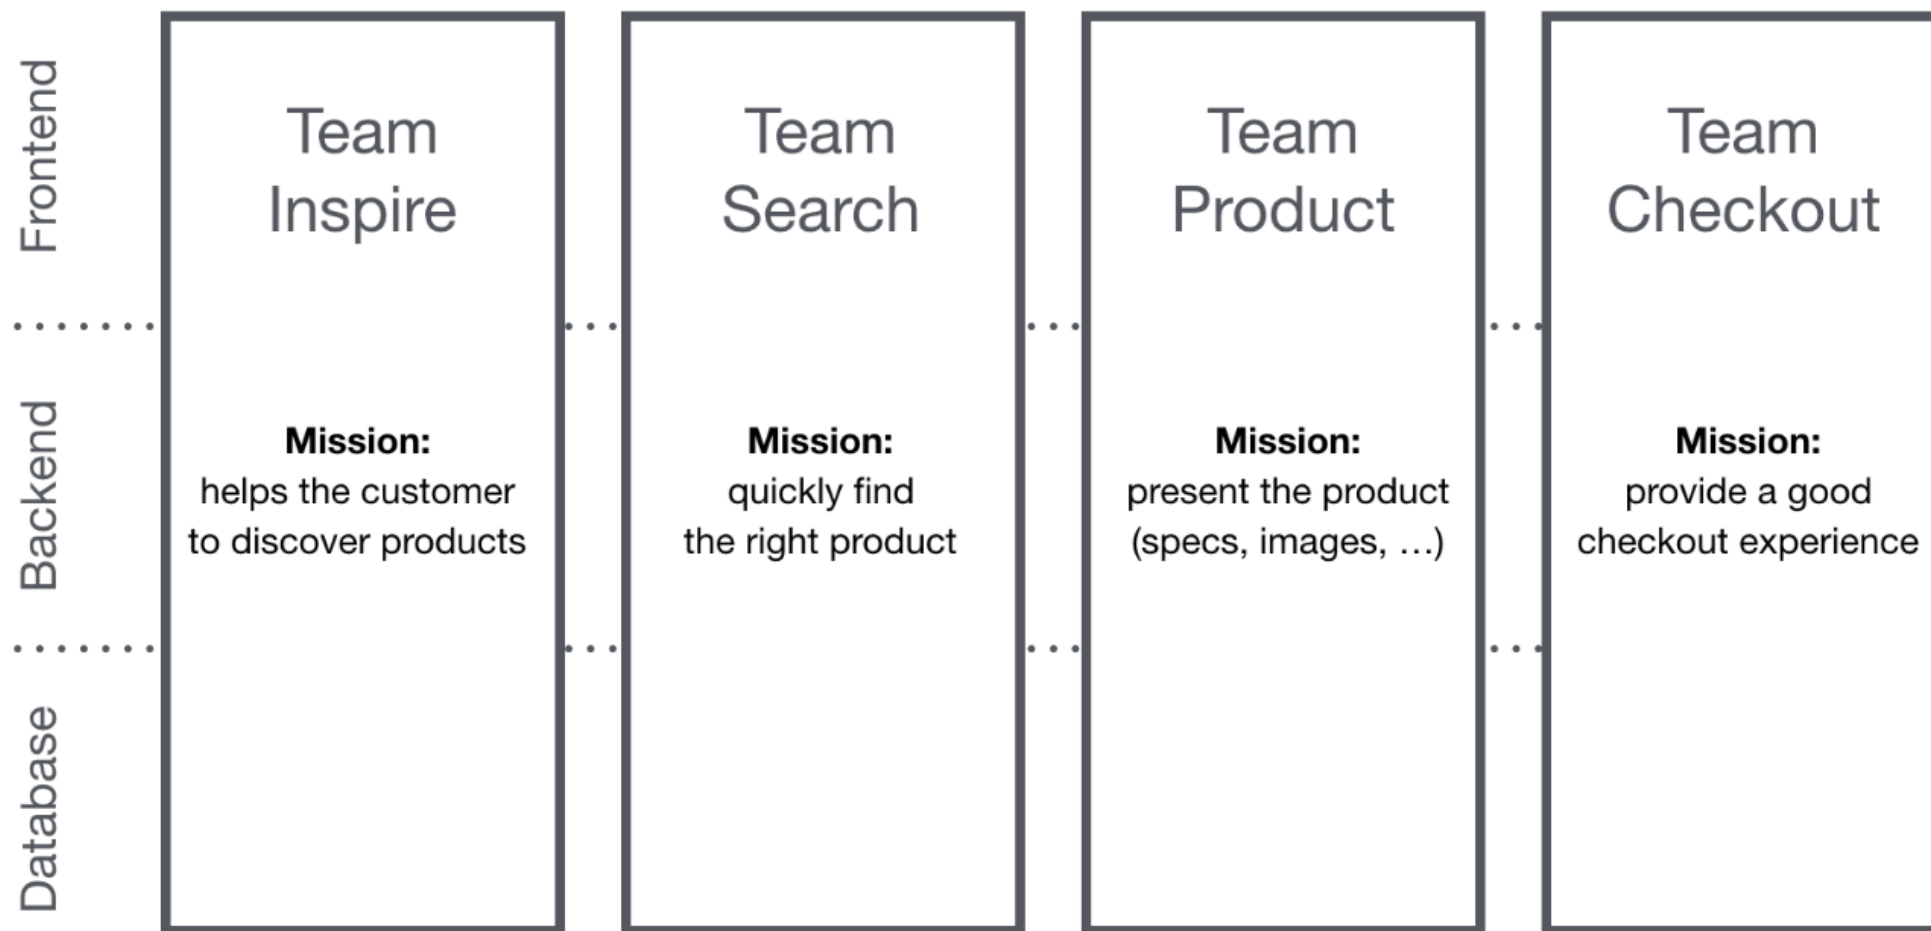 Frontend
Team
Inspire
Team
Search
Team
Product
Team
Checkout
Backend
Mission:
helps the customer
to discover products
Mission:
quickly find
the right product
Mission:
present the product
(specs, images, …)
Mission:
provide a good
checkout experience
Database